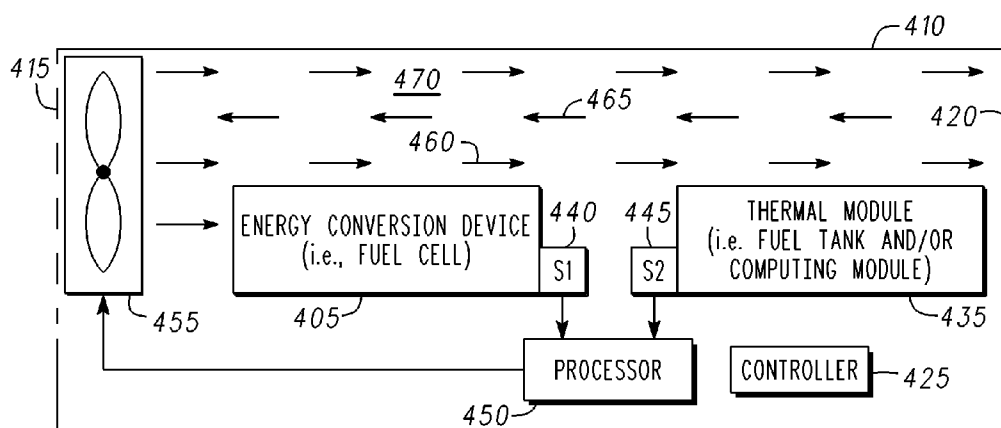 410
415
470
465
420
460
ENERGY CONVERSION DEVICE
(i.e., FUEL CELL)
440
S1
445
S2
THERMAL MODULE
(i.e. FUEL TANK AND/OR
COMPUTING MODULE)
455
405
435
PROCESSOR
450
CONTROLLER
425